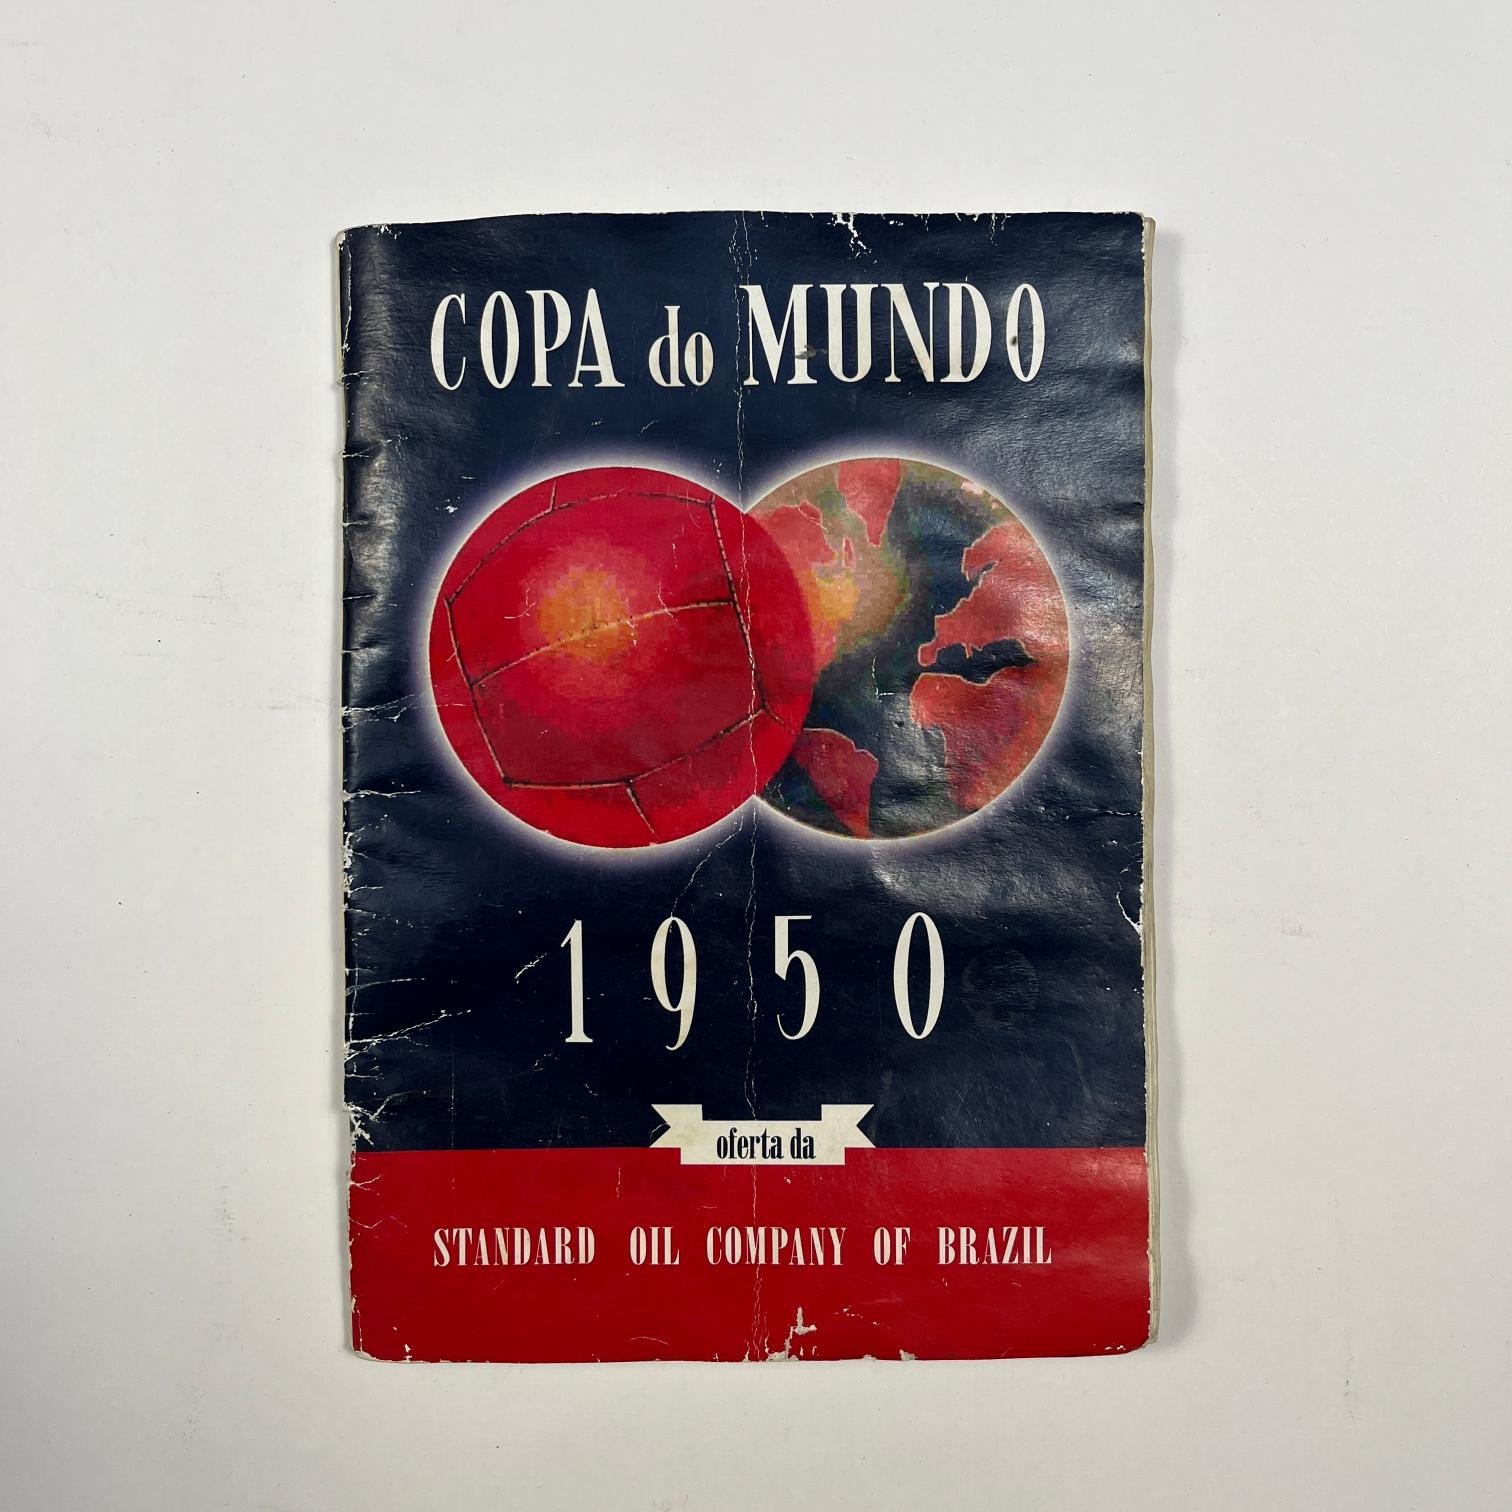 COPA do MUNDO
1950
oferta da
STANDARD OIL COMPANY OF BRAZIL